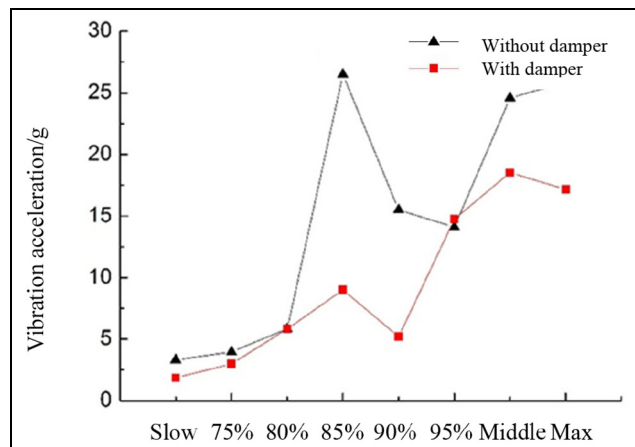 30
Without damper
With damper
25
20
15
10
5
0
Vibration acceleration/g
Slow 75% 80% 85% 90% 95% Middle Max